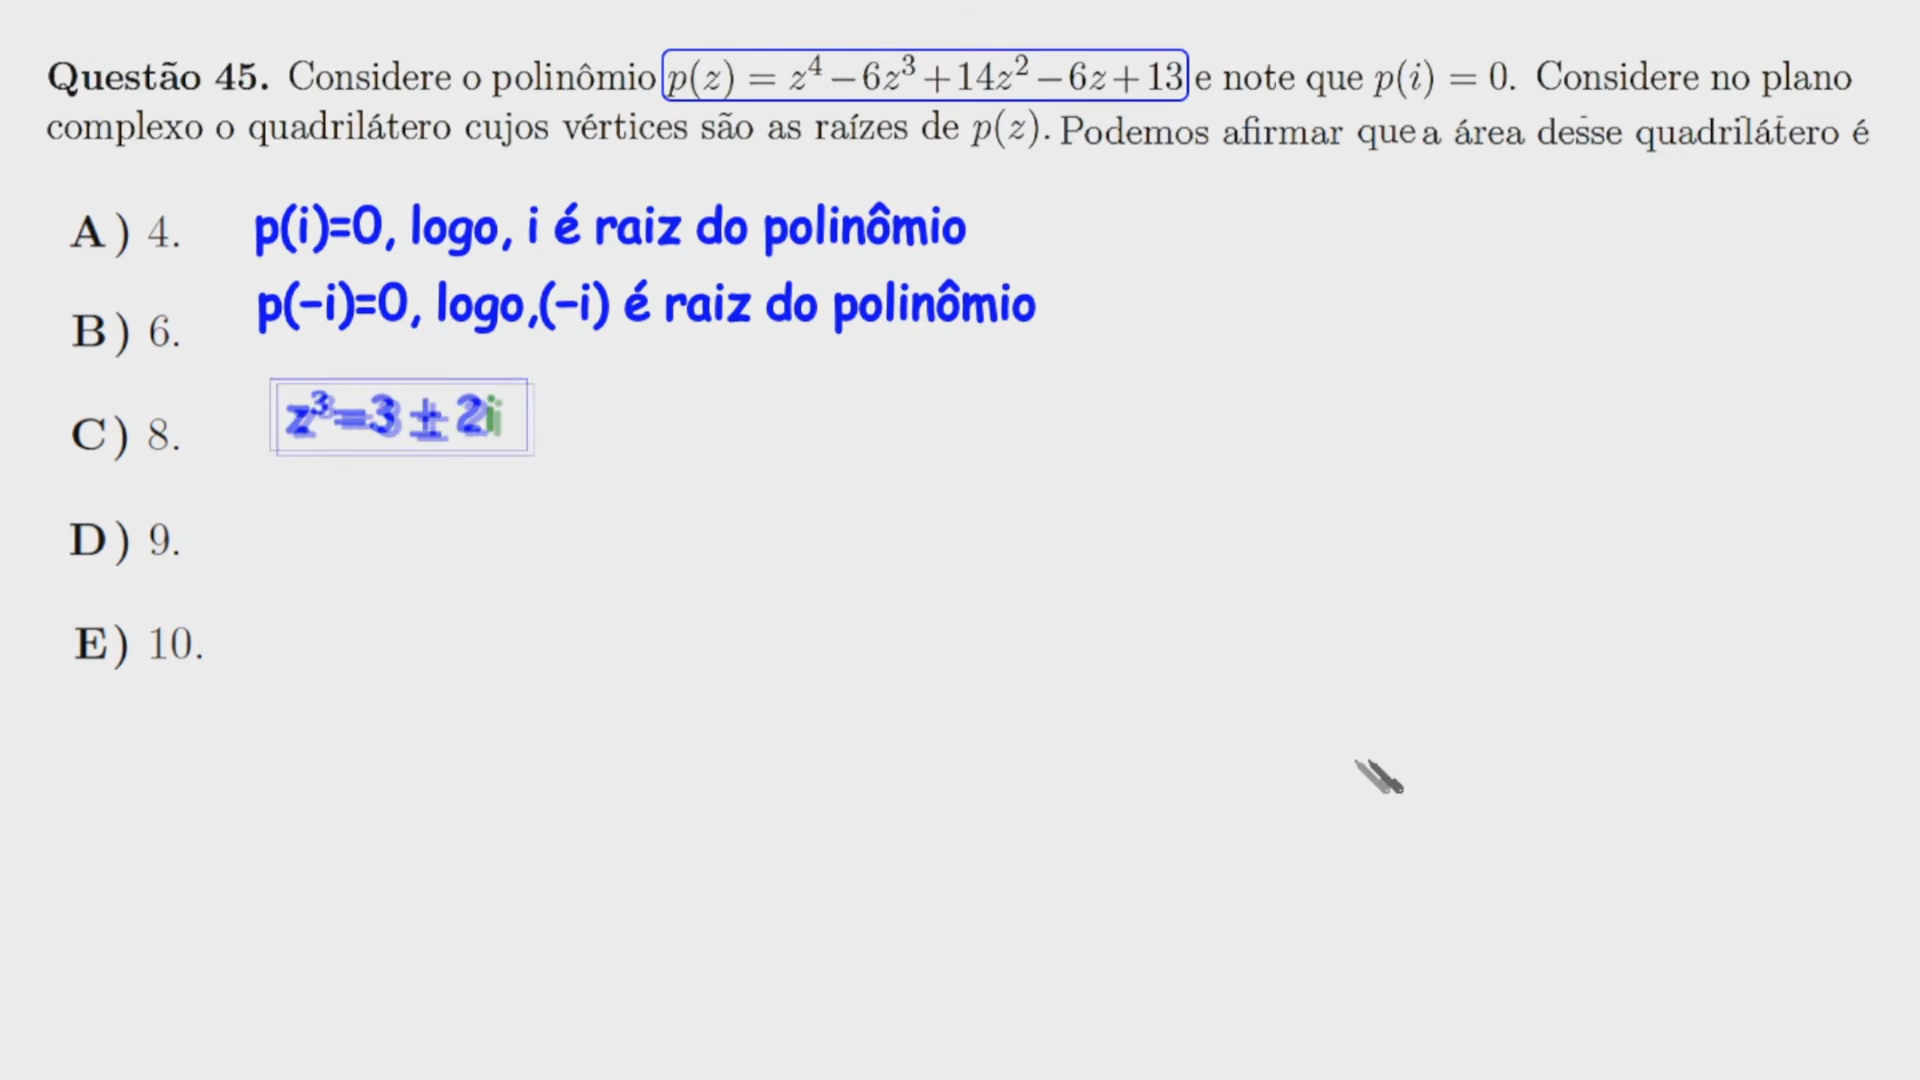 Questão 45. Considere o polinômio p(z) = z⁴ − 6z³ + 14z² − 6z + 13 e note que p(i) = 0. Considere no plano
complexo o quadrilátero cujos vértices são as raízes de p(z). Podemos afirmar que a área desse quadrilátero é
A) 4.
p(i)=0, logo, i é raiz do polinômio
p(-i)=0, logo,(-i) é raiz do polinômio
B) 6.
z³=3 ± 2i
C) 8.
D) 9.
E) 10.